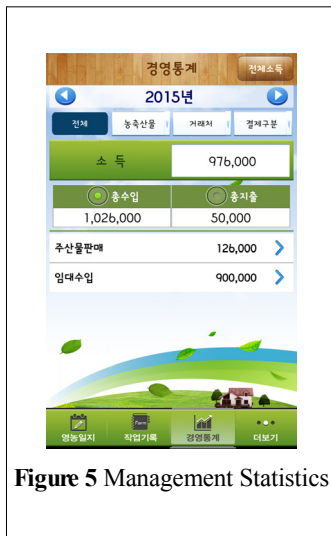 경영통계
전체소득
2015년
전체
농축산물
거래처
결제구분
소 득
976,000
총수입
총지출
1,026,000
50,000
주산물판매
126,000
임대수입
900,000
영농일지
작업기록
경영통계
더보기
Figure 5 Management Statistics